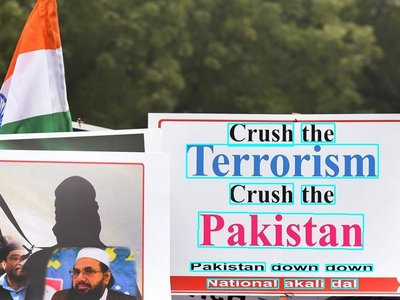 Crush the
Terrorism
Crush the
Pakistan
Pakistan down down
National akali dal